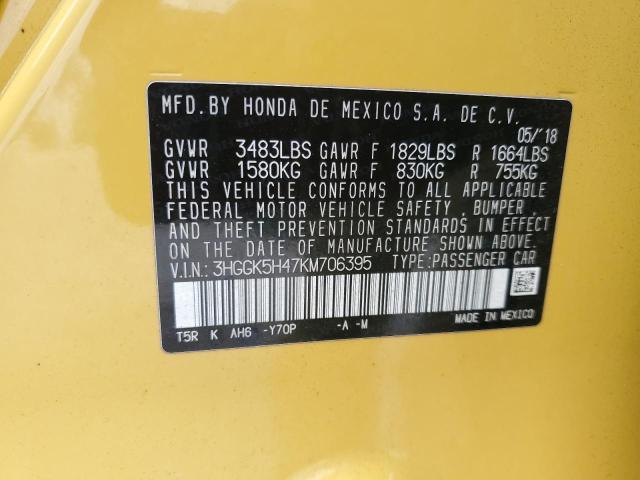 MFD. BY HONDA DE MEXICO S.A. DE C.V.
05/'18
GVWR 3483LBS GAWR F 1829LBS R 1664LBS
GVWR 1580KG GAWR F 830KG R 755KG
THIS VEHICLE CONFORMS TO ALL APPLICABLE
FEDERAL MOTOR VEHICLE SAFETY , BUMPER ,
AND THEFT PREVENTION STANDARDS IN EFFECT
ON THE DATE OF MANUFACTURE SHOWN ABOVE.
V.I.N.: 3HGGK5H47KM706395 TYPE:PASSENGER CAR
T5R K AH6 -Y70P -A -M MADE IN MEXICO